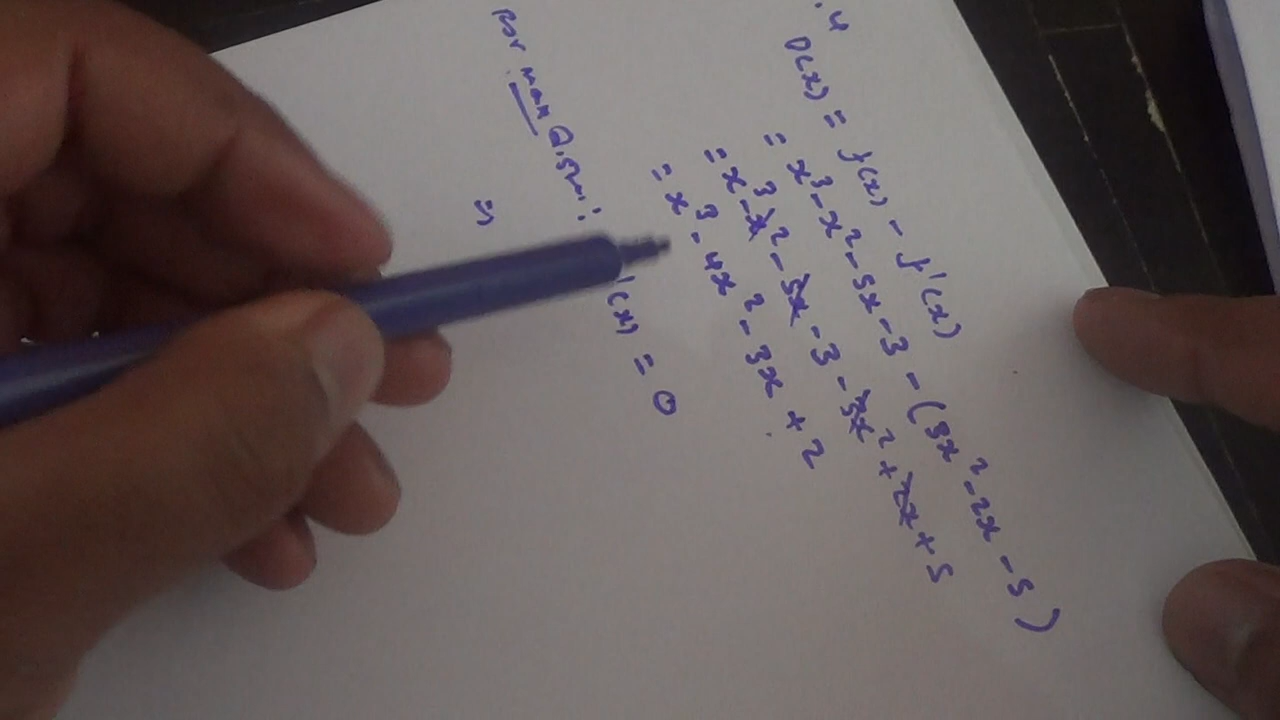 .4
D(x) = f(x) - f'(x)
= x³ - x² - 5x - 3 - (3x² - 2x - 5)
= x³ - x² - 5x - 3 - 3x² + 2x + 5
= x³ - 4x² - 3x + 2
For max : '(x) = 0
⇒